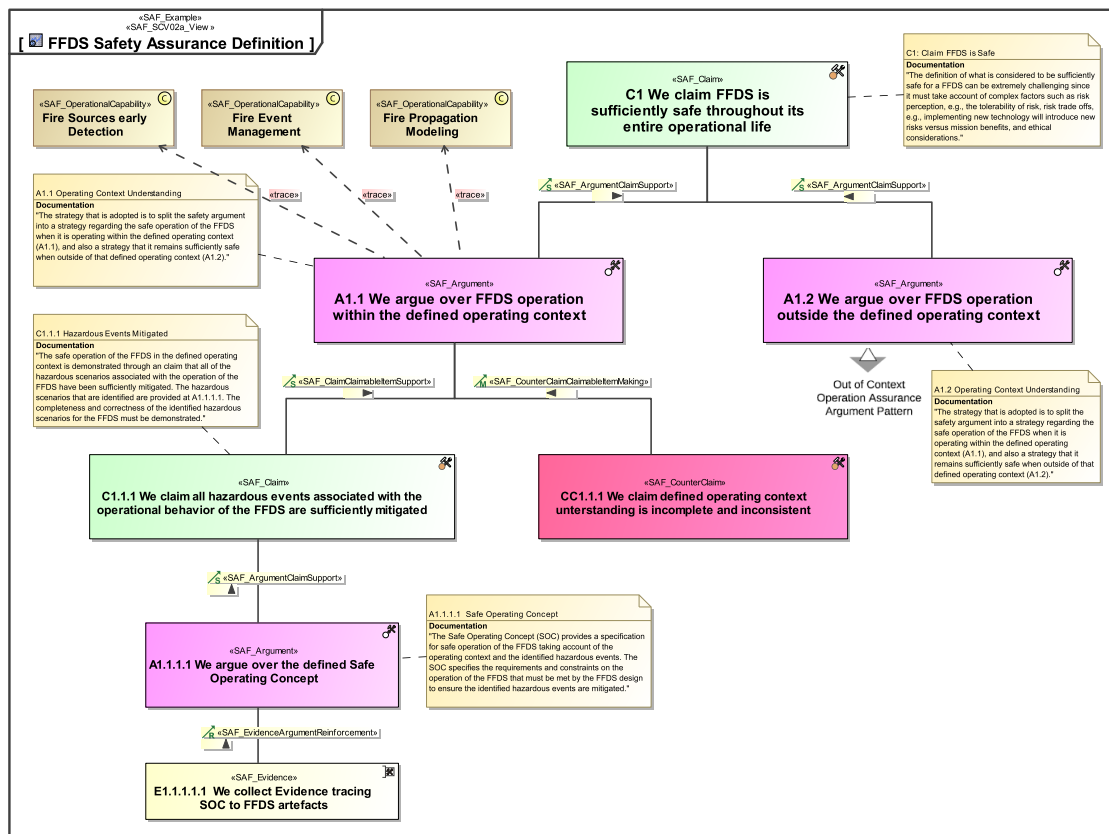 «SAF_Example»
«SAF_SCV02a_View »
[ FFDS Safety Assurance Definition ]
«SAF_OperationalCapability»
Fire Sources early
Detection
C
«SAF_OperationalCapability»
Fire Event
Management
C
«SAF_OperationalCapability»
Fire Propagation
Modeling
C
«SAF_Claim»
C1 We claim FFDS is
sufficiently safe throughout its
entire operational life
C1: Claim FFDS is Safe
Documentation
"The definition of what is considered to be sufficiently
safe for a FFDS can be extremely challenging since
it must take account of complex factors such as risk
perception, e.g., the tolerability of risk, risk trade offs,
e.g., implementing new technology will introduce new
risks versus mission benefits, and ethical
considerations."
«trace»
«trace»
«trace»
S «SAF_ArgumentClaimSupport»
S «SAF_ArgumentClaimSupport»
A1.1 Operating Context Understanding
Documentation
"The strategy that is adopted is to split the safety argument
into a strategy regarding the safe operation of the FFDS
when it is operating within the defined operating context
(A1.1), and also a strategy that it remains sufficiently safe
when outside of that defined operating context (A1.2)."
«SAF_Argument»
A1.1 We argue over FFDS operation
within the defined operating context
«SAF_Argument»
A1.2 We argue over FFDS operation
outside the defined operating context
Out of Context
Operation Assurance
Argument Pattern
C1.1.1 Hazardous Events Mitigated
Documentation
"The safe operation of the FFDS in the defined operating
context is demonstrated through an claim that all of the
hazardous scenarios associated with the operation of the
FFDS have been sufficiently mitigated. The hazardous
scenarios that are identified are provided at A1.1.1.1. The
completeness and correctness of the identified hazardous
scenarios for the FFDS must be demonstrated."
S «SAF_ClaimClaimableItemSupport»
M «SAF_CounterClaimClaimableItemMaking»
A1.2 Operating Context Understanding
Documentation
"The strategy that is adopted is to split the
safety argument into a strategy regarding the
safe operation of the FFDS when it is
operating within the defined operating
context (A1.1), and also a strategy that it
remains sufficiently safe when outside of that
defined operating context (A1.2)."
«SAF_Claim»
C1.1.1 We claim all hazardous events associated with the
operational behavior of the FFDS are sufficiently mitigated
«SAF_CounterClaim»
CC1.1.1 We claim defined operating context
unterstanding is incomplete and inconsistent
S «SAF_ArgumentClaimSupport»
«SAF_Argument»
A1.1.1.1 We argue over the defined Safe
Operating Concept
A1.1.1.1 Safe Operating Concept
Documentation
"The Safe Operating Concept (SOC) provides a specification
for safe operation of the FFDS taking account of the
operating context and the identified hazardous events. The
SOC specifies the requirements and constraints on the
operation of the FFDS that must be met by the FFDS design
to ensure the identified hazardous events are mitigated."
R «SAF_EvidenceArgumentReinforcement»
«SAF_Evidence»
E1.1.1.1.1 We collect Evidence tracing
SOC to FFDS artefacts